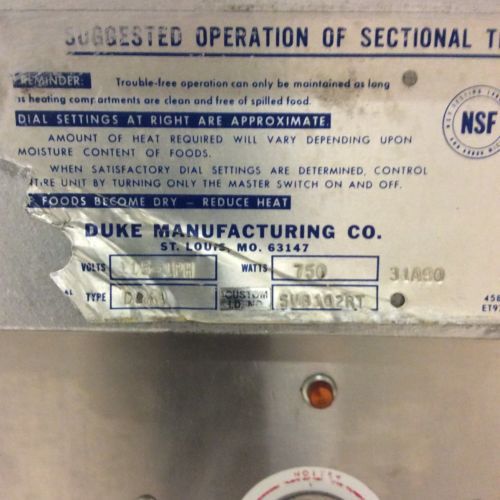 SUGGESTED OPERATION OF SECTIONAL
REMINDER: Trouble-free operation can only be maintained as long
as heating compartments are clean and free of spilled food.
DIAL SETTINGS AT RIGHT ARE APPROXIMATE.
AMOUNT OF HEAT REQUIRED WILL VARY DEPENDING UPON
MOISTURE CONTENT OF FOODS.
WHEN SATISFACTORY DIAL SETTINGS ARE DETERMINED, CONTROL
UNIT BY TURNING ONLY THE MASTER SWITCH ON AND OFF.
FOODS BECOME DRY - REDUCE HEAT
NSF
DUKE MANUFACTURING CO.
ST. LOUIS, MO. 63147
VOLTS WATTS 750
TYPE CUSTOM I.D. NO.